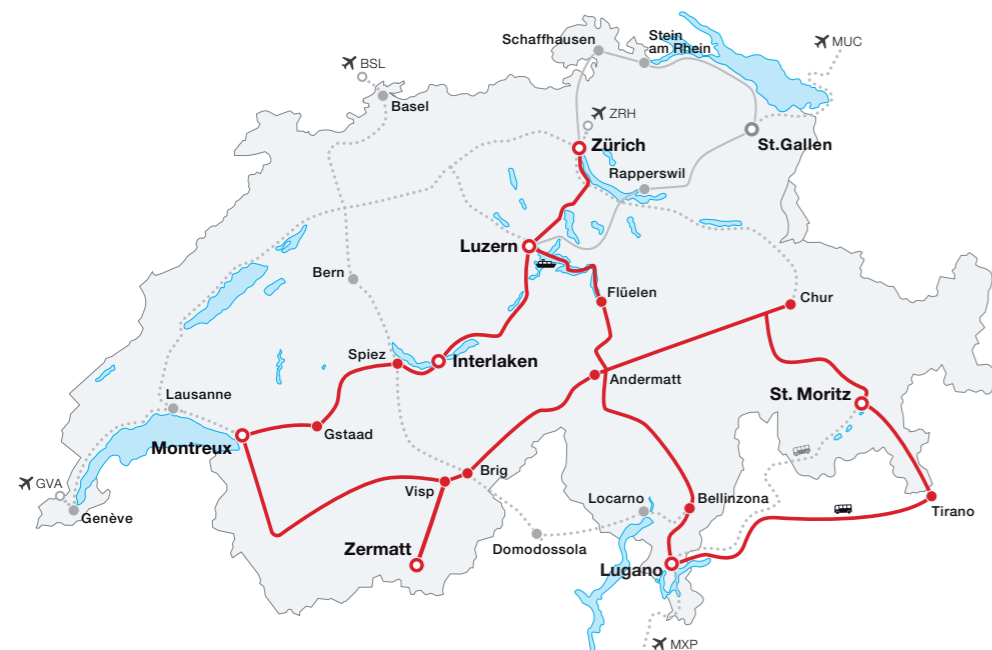 Schaffhausen
Stein
am Rhein
MUC
BSL
Basel
ZRH
Zürich
St.Gallen
Rapperswil
Luzern
Bern
Flüelen
Chur
Spiez
Interlaken
Andermatt
St. Moritz
Lausanne
Gstaad
Montreux
GVA
Genève
Visp
Brig
Locarno
Bellinzona
Tirano
Domodossola
Zermatt
Lugano
MXP